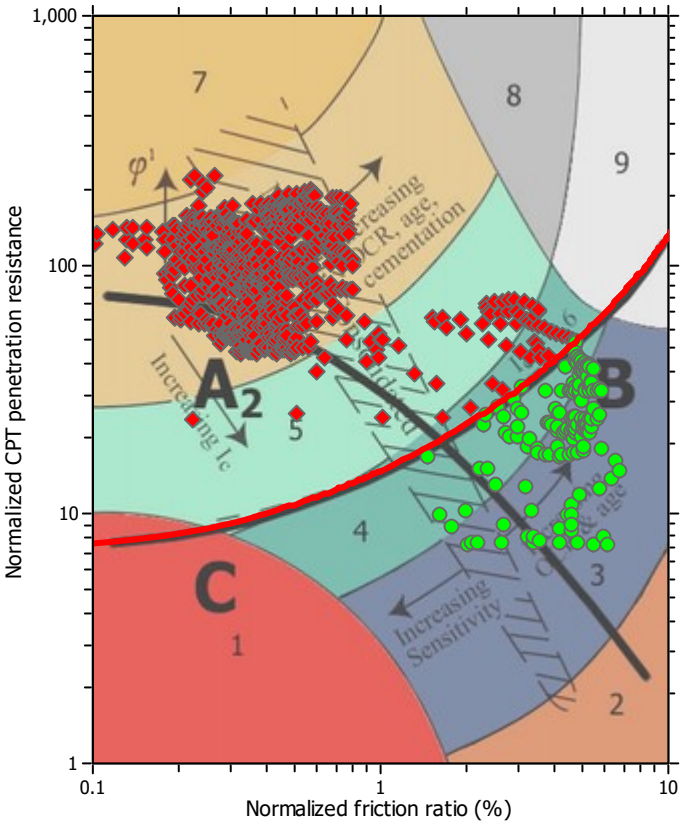 1,000
7
8
9
φ'
Increasing
OCR, age,
cementation
100
6
A2
B
Increasing Ic
5
10
4
C
3
1
Increasing
Sensitivity
2
1
0.1
1
10
Normalized friction ratio (%)
Normalized CPT penetration resistance